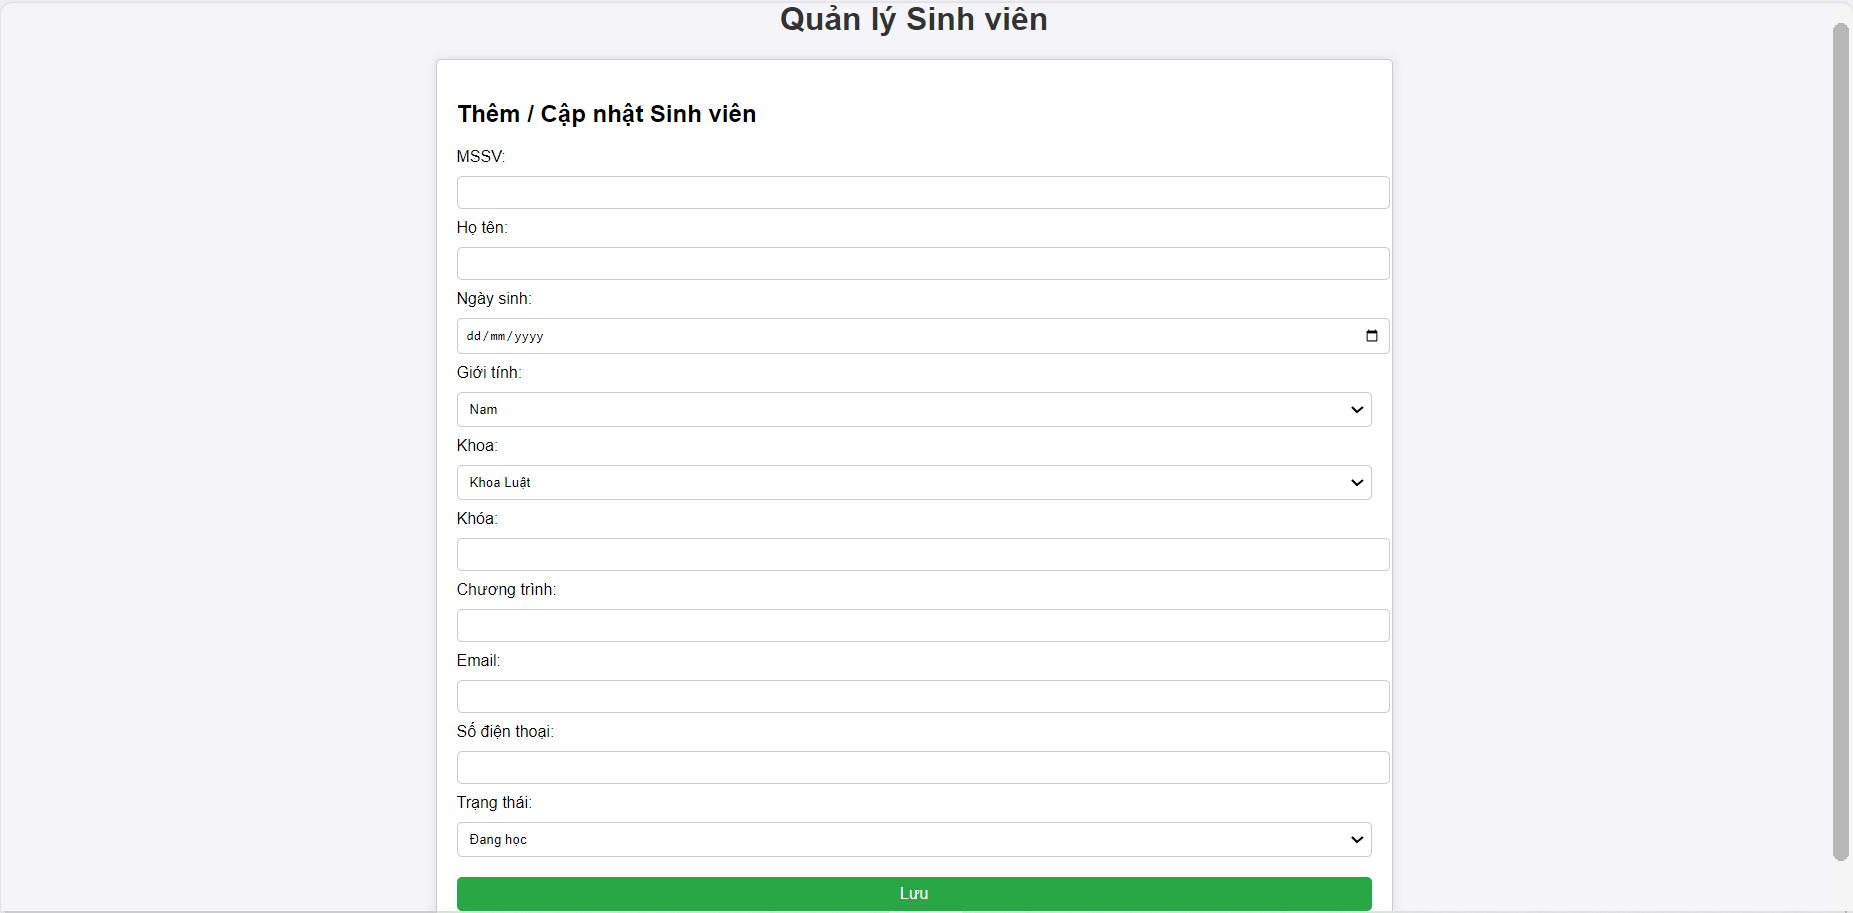 Quản lý Sinh viên
Thêm / Cập nhật Sinh viên
MSSV:
Họ tên:
Ngày sinh:
dd/mm/yyyy
Giới tính:
Nam
Khoa:
Khoa Luật
Khóa:
Chương trình:
Email:
Số điện thoại:
Trạng thái:
Đang học
Lưu